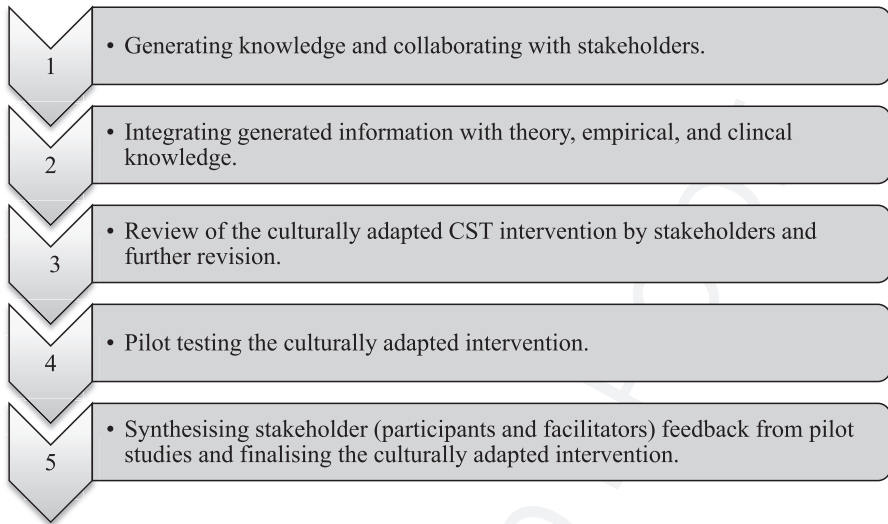 1
• Generating knowledge and collaborating with stakeholders.
2
• Integrating generated information with theory, empirical, and clincal
knowledge.
3
• Review of the culturally adapted CST intervention by stakeholders and
further revision.
4
• Pilot testing the culturally adapted intervention.
5
• Synthesising stakeholder (participants and facilitators) feedback from pilot
studies and finalising the culturally adapted intervention.